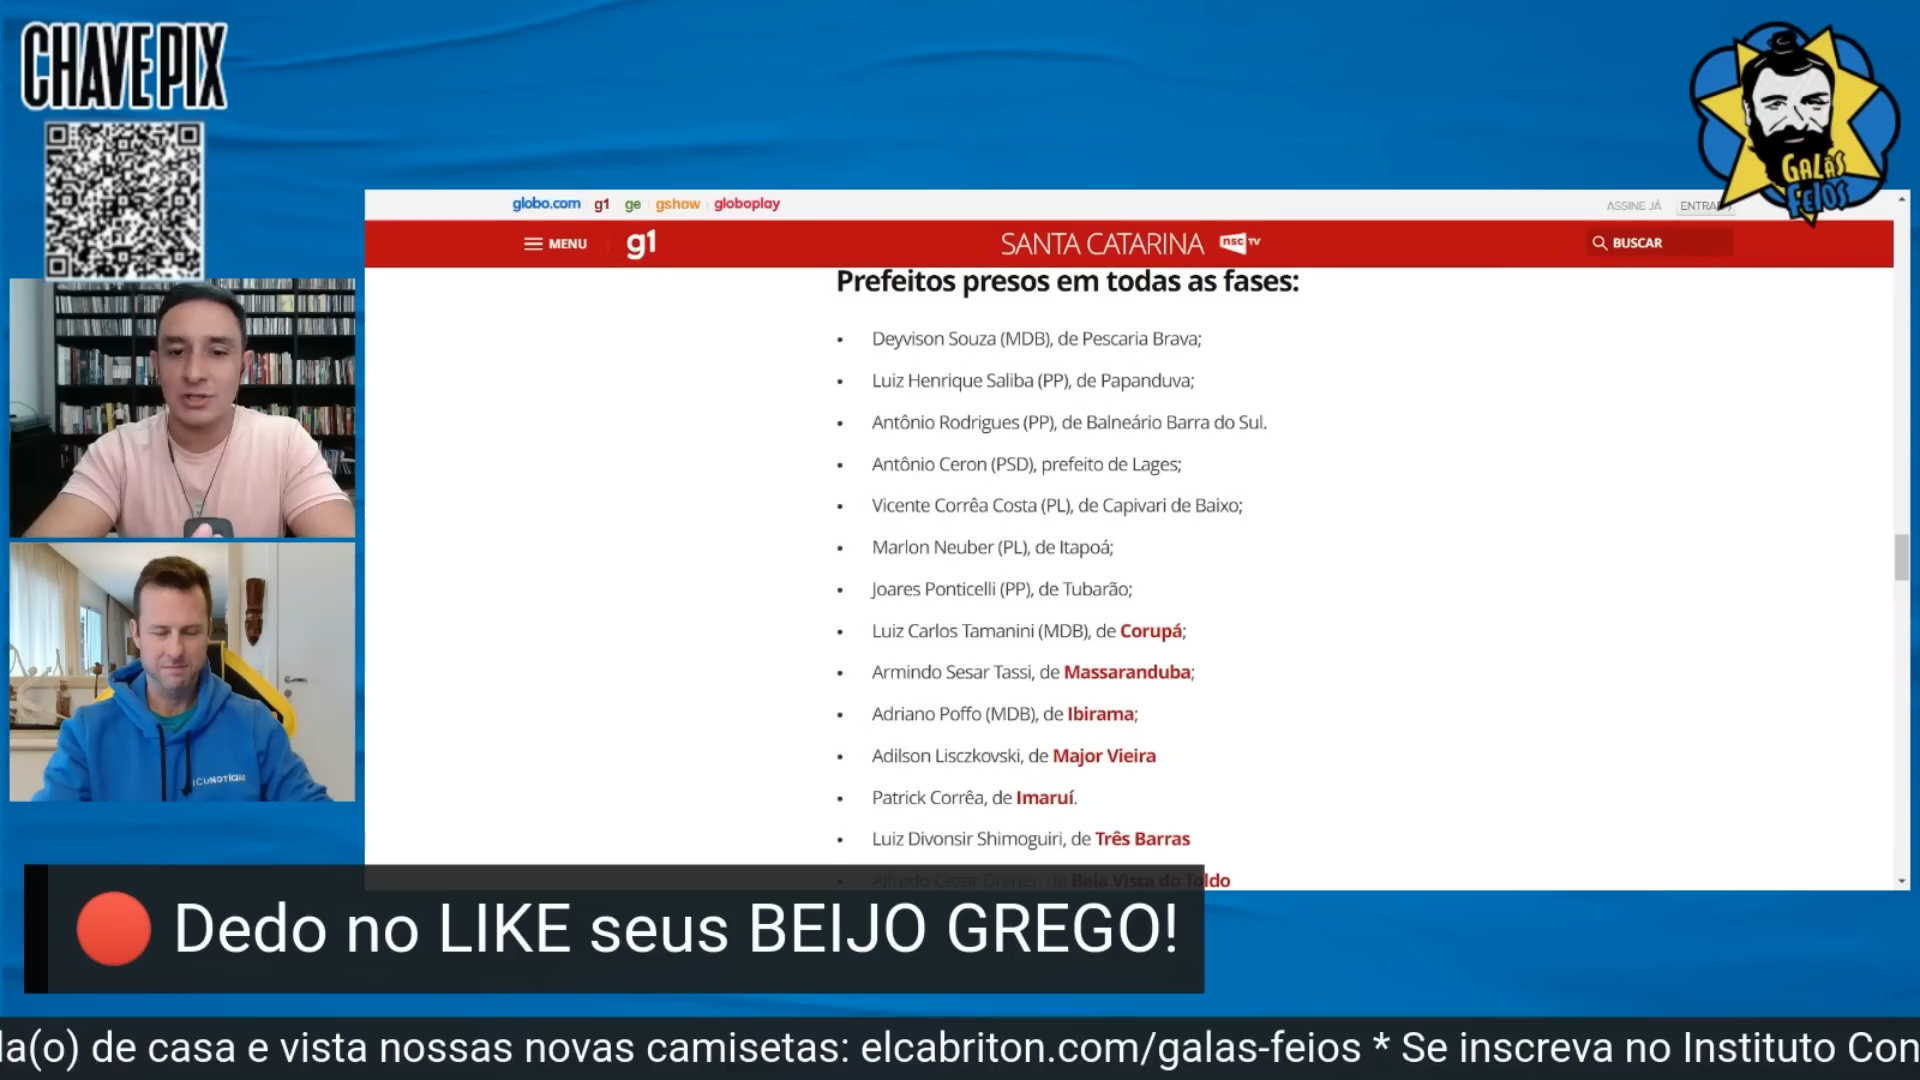 CHAVE PIX
GALÃS
FEIOS
globo.com g1 ge gshow globoplay
ASSINE JÁ
MENU g1 SANTA CATARINA nsc TV BUSCAR
Prefeitos presos em todas as fases:
• Deyvison Souza (MDB), de Pescaria Brava;
• Luiz Henrique Saliba (PP), de Papanduva;
• Antônio Rodrigues (PP), de Balneário Barra do Sul.
• Antônio Ceron (PSD), prefeito de Lages;
• Vicente Corrêa Costa (PL), de Capivari de Baixo;
• Marlon Neuber (PL), de Itapoá;
• Joares Ponticelli (PP), de Tubarão;
• Luiz Carlos Tamanini (MDB), de Corupá;
• Armindo Sesar Tassi, de Massaranduba;
• Adriano Poffo (MDB), de Ibirama;
• Adilson Lisczkovski, de Major Vieira
• Patrick Corrêa, de Imaruí.
• Luiz Divonsir Shimoguiri, de Três Barras
• Alfredo Cezar Dreher, de Bela Vista do Toldo
Dedo no LIKE seus BEIJO GREGO!
la(o) de casa e vista nossas novas camisetas: elcabriton.com/galas-feios * Se inscreva no Instituto Con